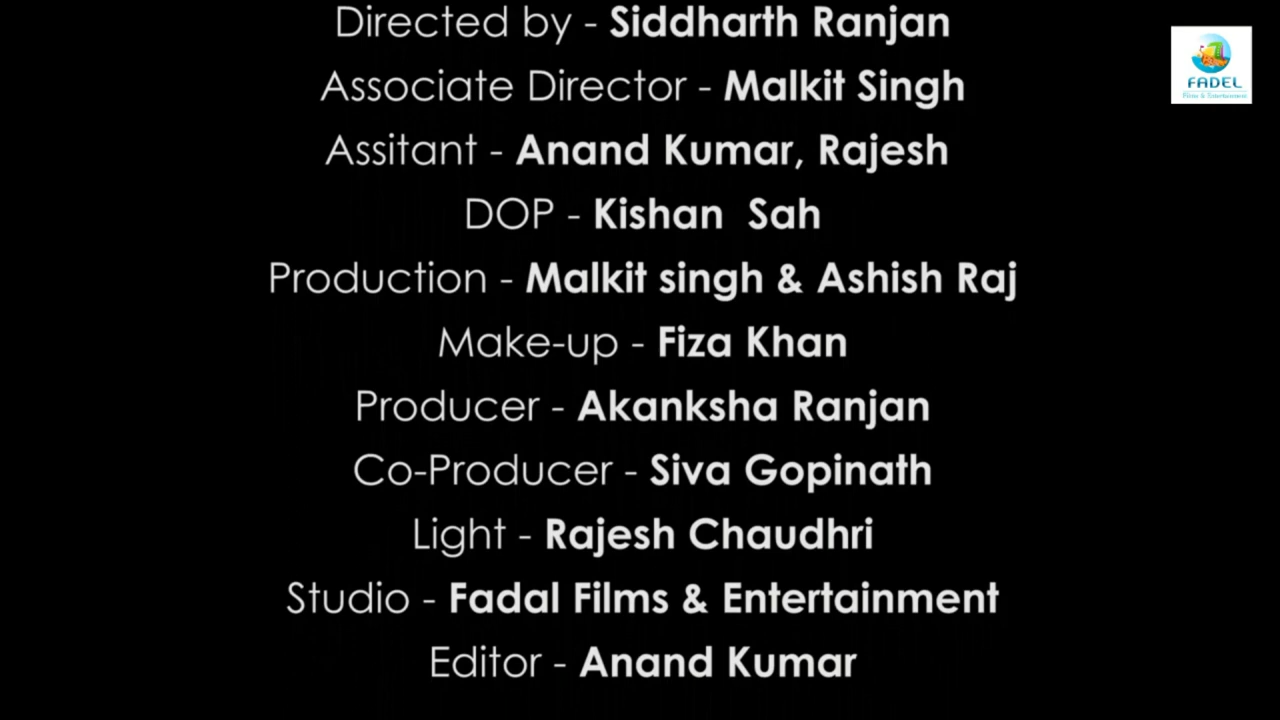 Directed by - Siddharth Ranjan
Associate Director - Malkit Singh
Assitant - Anand Kumar, Rajesh
DOP - Kishan Sah
Production - Malkit singh & Ashish Raj
Make-up - Fiza Khan
Producer - Akanksha Ranjan
Co-Producer - Siva Gopinath
Light - Rajesh Chaudhri
Studio - Fadal Films & Entertainment
Editor - Anand Kumar
FADEL
Films & Entertainment